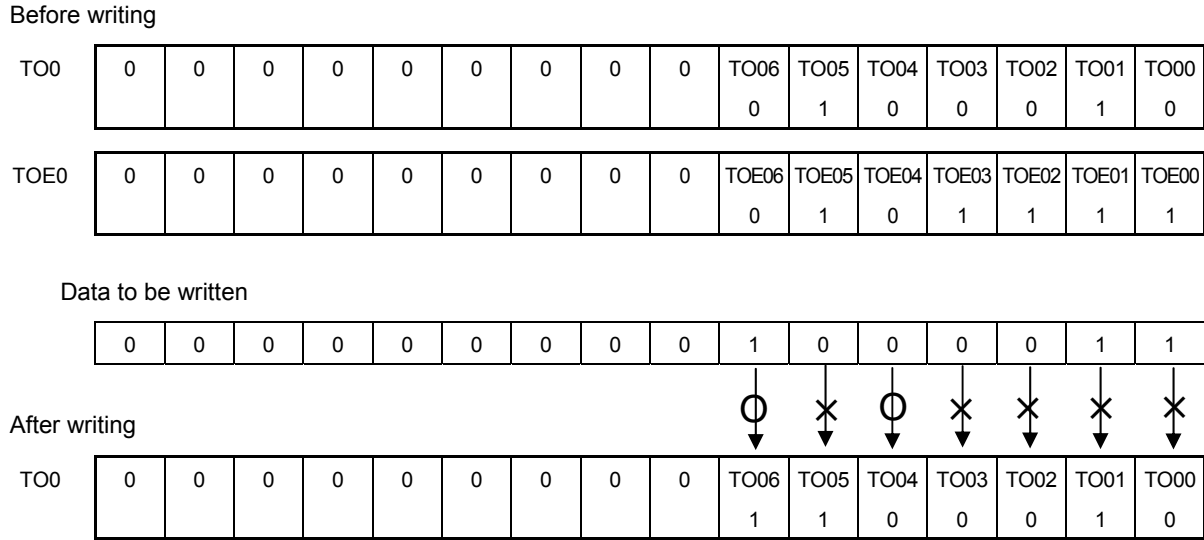 Before writing
TO0 0 0 0 0 0 0 0 0 0 TO06 TO05 TO04 TO03 TO02 TO01 TO00
0 1 0 0 0 1 0
TOE0 0 0 0 0 0 0 0 0 0 TOE06 TOE05 TOE04 TOE03 TOE02 TOE01 TOE00
0 1 0 1 1 1 1
Data to be written
0 0 0 0 0 0 0 0 0 1 0 0 0 0 1 1
O × O × × × ×
After writing
TO0 0 0 0 0 0 0 0 0 0 TO06 TO05 TO04 TO03 TO02 TO01 TO00
1 1 0 0 0 1 0